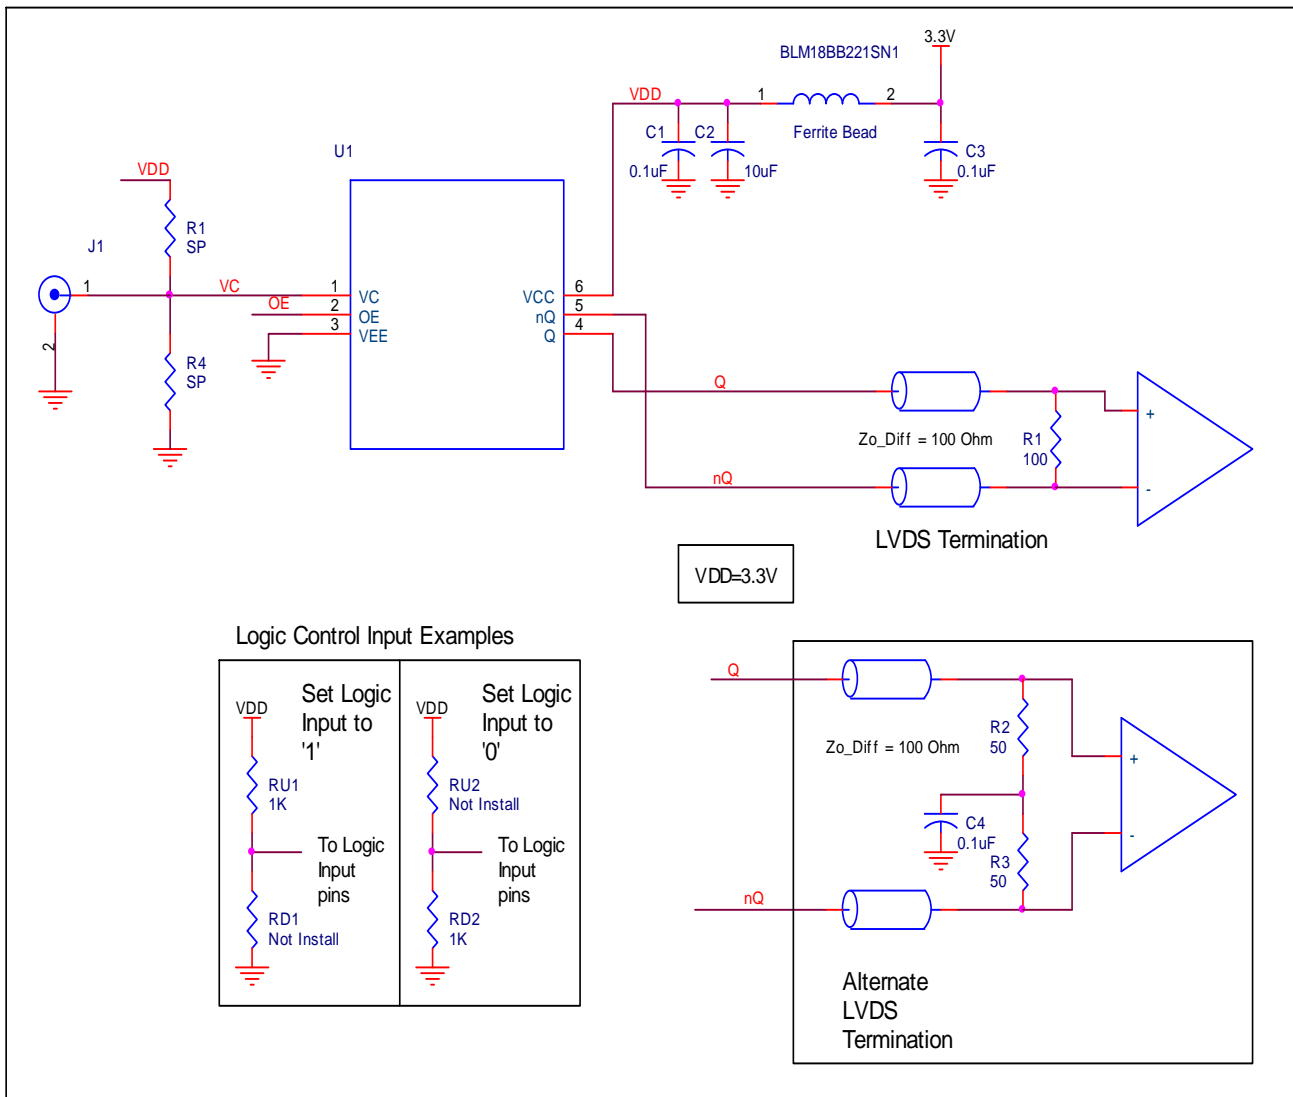 3.3V
BLM18BB221SN1
VDD
1
2
C1
C2
Ferrite Bead
C3
0.1uF
10uF
0.1uF
U1
VDD
R1
SP
J1
1
VC
1
VC
OE
2
OE
3
VEE
VCC
6
nQ
5
Q
4
2
R4
SP
Q
+
Zo_Diff = 100 Ohm
R1
100
nQ
-
LVDS Termination
VDD=3.3V
Logic Control Input Examples
Set Logic
Input to
'1'
VDD
RU1
1K
To Logic
Input
pins
RD1
Not Install
Set Logic
Input to
'0'
VDD
RU2
Not Install
To Logic
Input
pins
RD2
1K
Q
R2
50
Zo_Diff = 100 Ohm
+
C4
0.1uF
-
R3
50
nQ
Alternate
LVDS
Termination